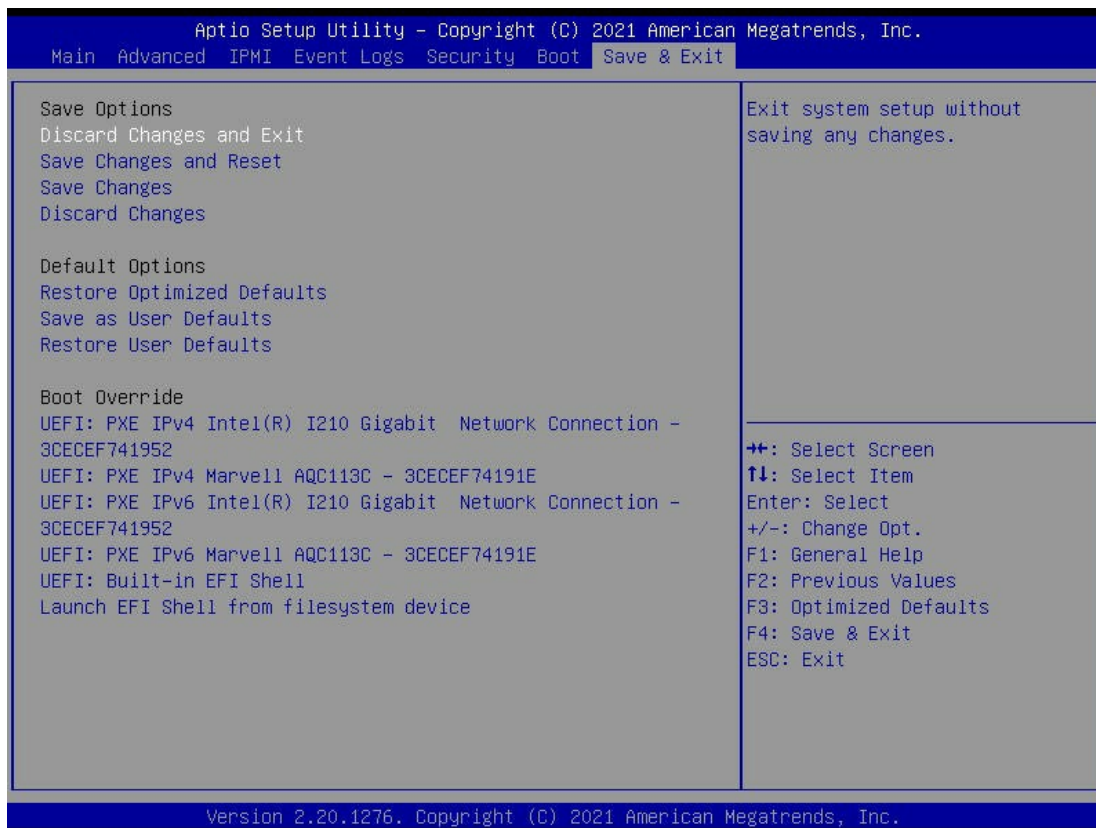 Aptio Setup Utility – Copyright (C) 2021 American Megatrends, Inc.
Main Advanced IPMI Event Logs Security Boot Save & Exit
Save Options
Discard Changes and Exit
Save Changes and Reset
Save Changes
Discard Changes
Default Options
Restore Optimized Defaults
Save as User Defaults
Restore User Defaults
Boot Override
UEFI: PXE IPv4 Intel(R) I210 Gigabit Network Connection –
3CECEF741952
UEFI: PXE IPv4 Marvell AQC113C – 3CECEF74191E
UEFI: PXE IPv6 Intel(R) I210 Gigabit Network Connection –
3CECEF741952
UEFI: PXE IPv6 Marvell AQC113C – 3CECEF74191E
UEFI: Built-in EFI Shell
Launch EFI Shell from filesystem device
Exit system setup without
saving any changes.
→←: Select Screen
↑↓: Select Item
Enter: Select
+/-: Change Opt.
F1: General Help
F2: Previous Values
F3: Optimized Defaults
F4: Save & Exit
ESC: Exit
Version 2.20.1276. Copyright (C) 2021 American Megatrends, Inc.